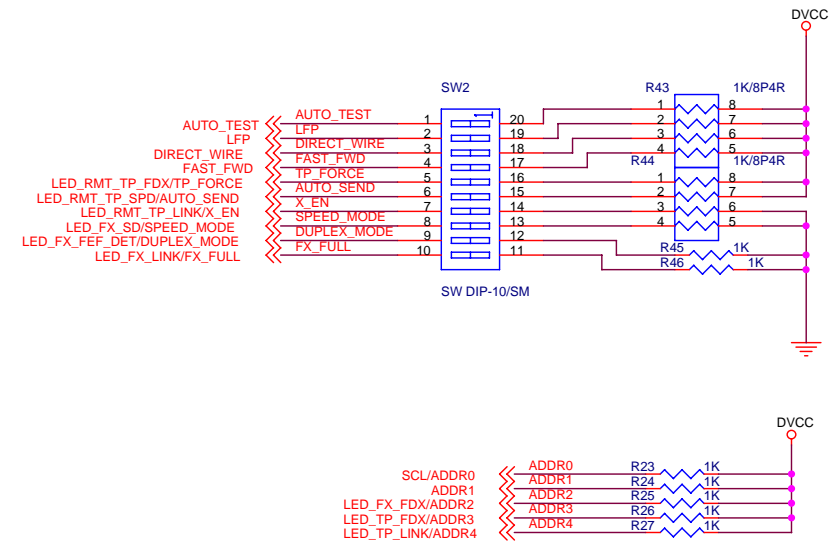 DVCC
SW2 R43 1K/8P4R
AUTO_TEST AUTO_TEST 1 20 1 8
LFP LFP 2 19 2 7
DIRECT_WIRE DIRECT_WIRE 3 18 3 6
FAST_FWD FAST_FWD 4 17 4 5
R44 1K/8P4R
LED_RMT_TP_FDX/TP_FORCE TP_FORCE 5 16 1 8
LED_RMT_TP_SPD/AUTO_SEND AUTO_SEND 6 15 2 7
LED_RMT_TP_LINK/X_EN X_EN 7 14 3 6
LED_FX_SD/SPEED_MODE SPEED_MODE 8 13 4 5
LED_FX_FEF_DET/DUPLEX_MODE DUPLEX_MODE 9 12 R45 1K
LED_FX_LINK/FX_FULL FX_FULL 10 11 R46 1K
SW DIP-10/SM
DVCC
SCL/ADDR0 ADDR0 R23 1K
ADDR1 ADDR1 R24 1K
LED_FX_FDX/ADDR2 ADDR2 R25 1K
LED_TP_FDX/ADDR3 ADDR3 R26 1K
LED_TP_LINK/ADDR4 ADDR4 R27 1K